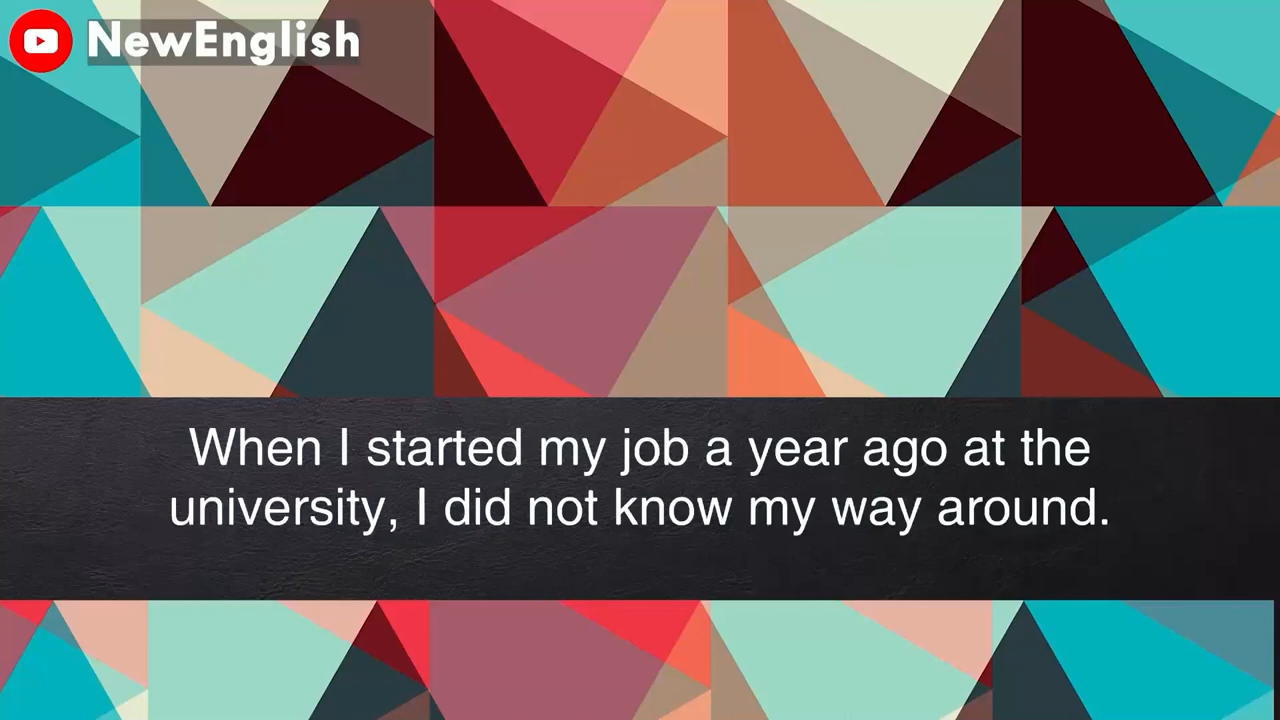 NewEnglish
When I started my job a year ago at the
university, I did not know my way around.